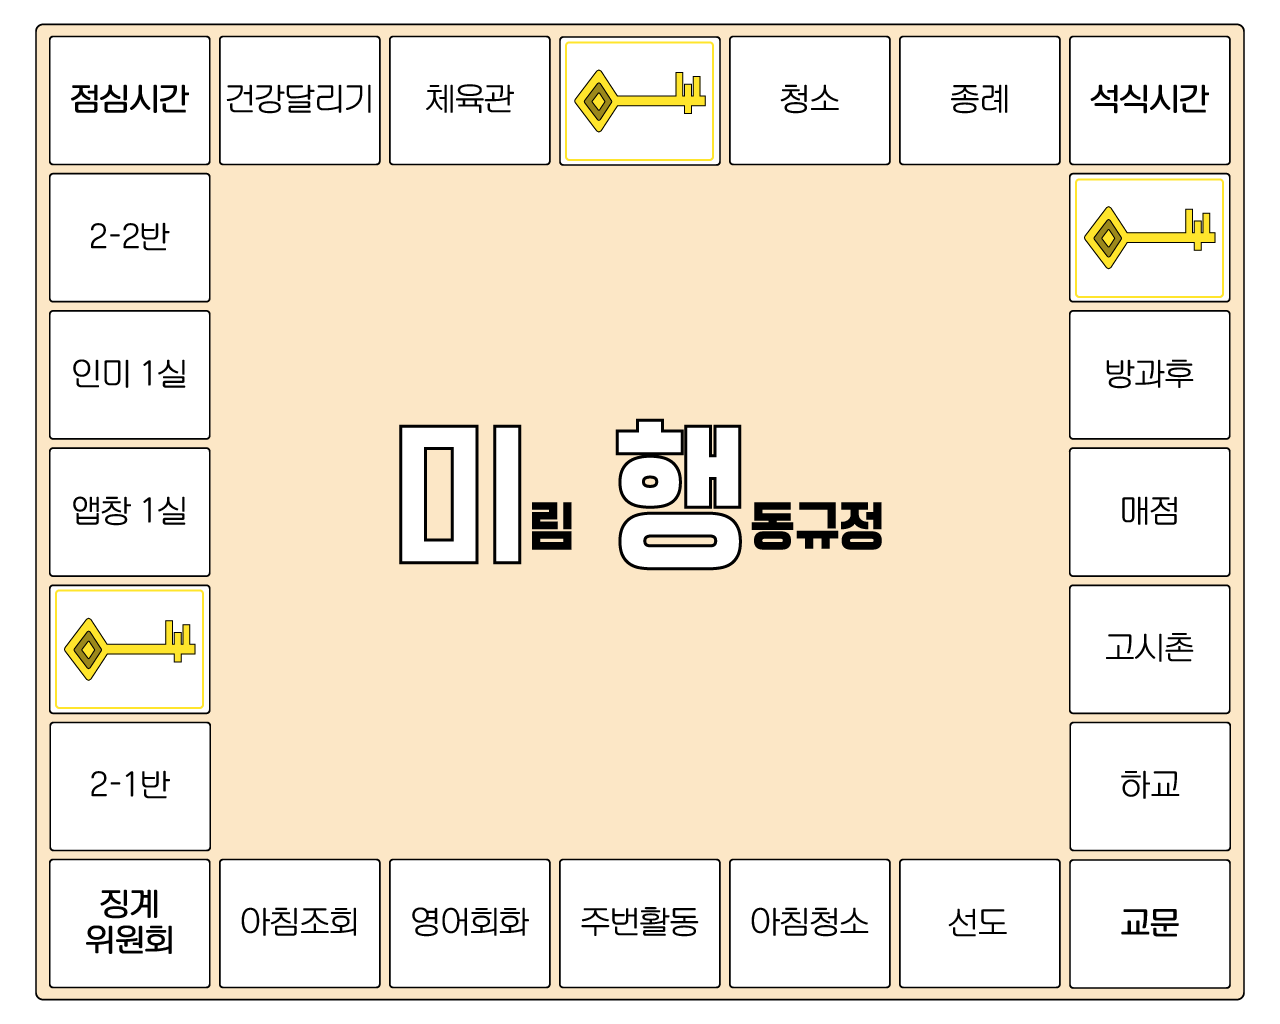 점심시간
건강달리기
체육관
청소
종례
석식시간
2-2반
인미 1실
방과후
앱창 1실
매점
미림 행동규정
고시촌
2-1반
하교
징계
위원회
아침조회
영어회화
주번활동
아침청소
선도
교문